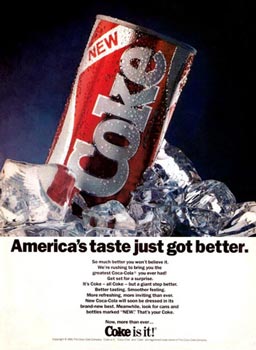 NEW
Coke
America's taste just got better.
So much better you won't believe it.
We're rushing to bring you the
greatest Coca-Cola® you ever had!
Get set for a surprise.
It's Coke – all Coke – but a giant step better.
Better tasting. Smoother feeling.
More refreshing, more inviting than ever.
New Coca-Cola will soon be dressed in its
brand-new best. Meanwhile, look for cans and
bottles marked "NEW." That's your Coke.
Now, more than ever...
Coke is it!